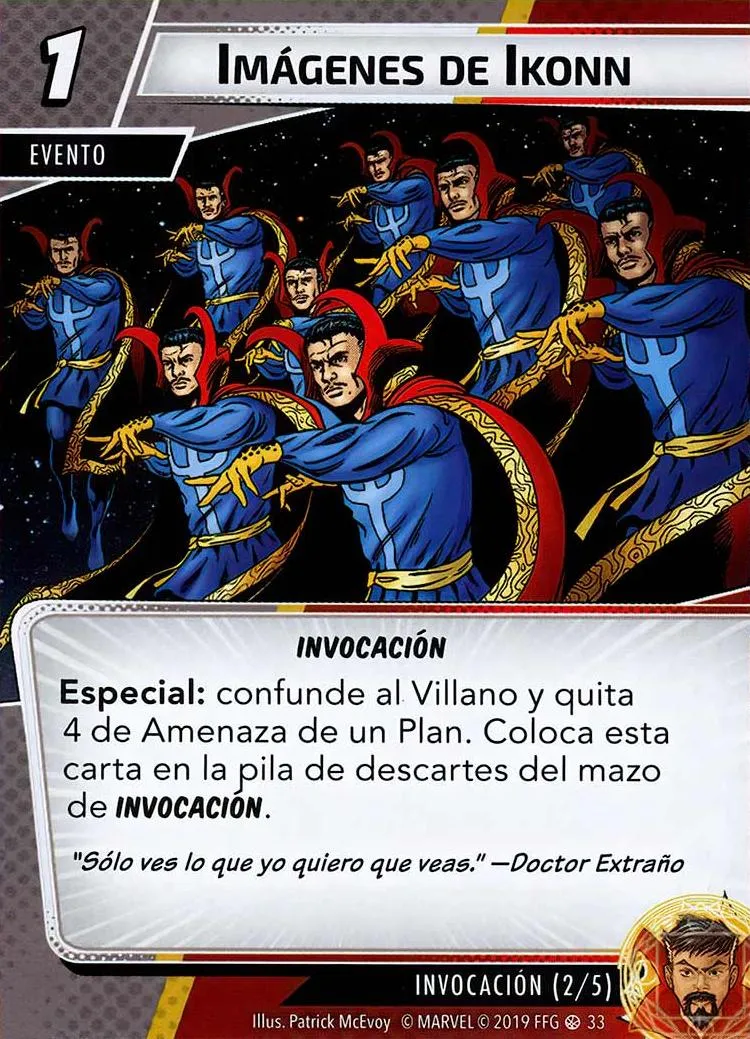 1
IMÁGENES DE IKONN
EVENTO
INVOCACIÓN
Especial: confunde al Villano y quita
4 de Amenaza de un Plan. Coloca esta
carta en la pila de descartes del mazo
de INVOCACIÓN.
"Sólo ves lo que yo quiero que veas." —Doctor Extraño
INVOCACIÓN (2/5)
Illus. Patrick McEvoy © MARVEL © 2019 FFG 33